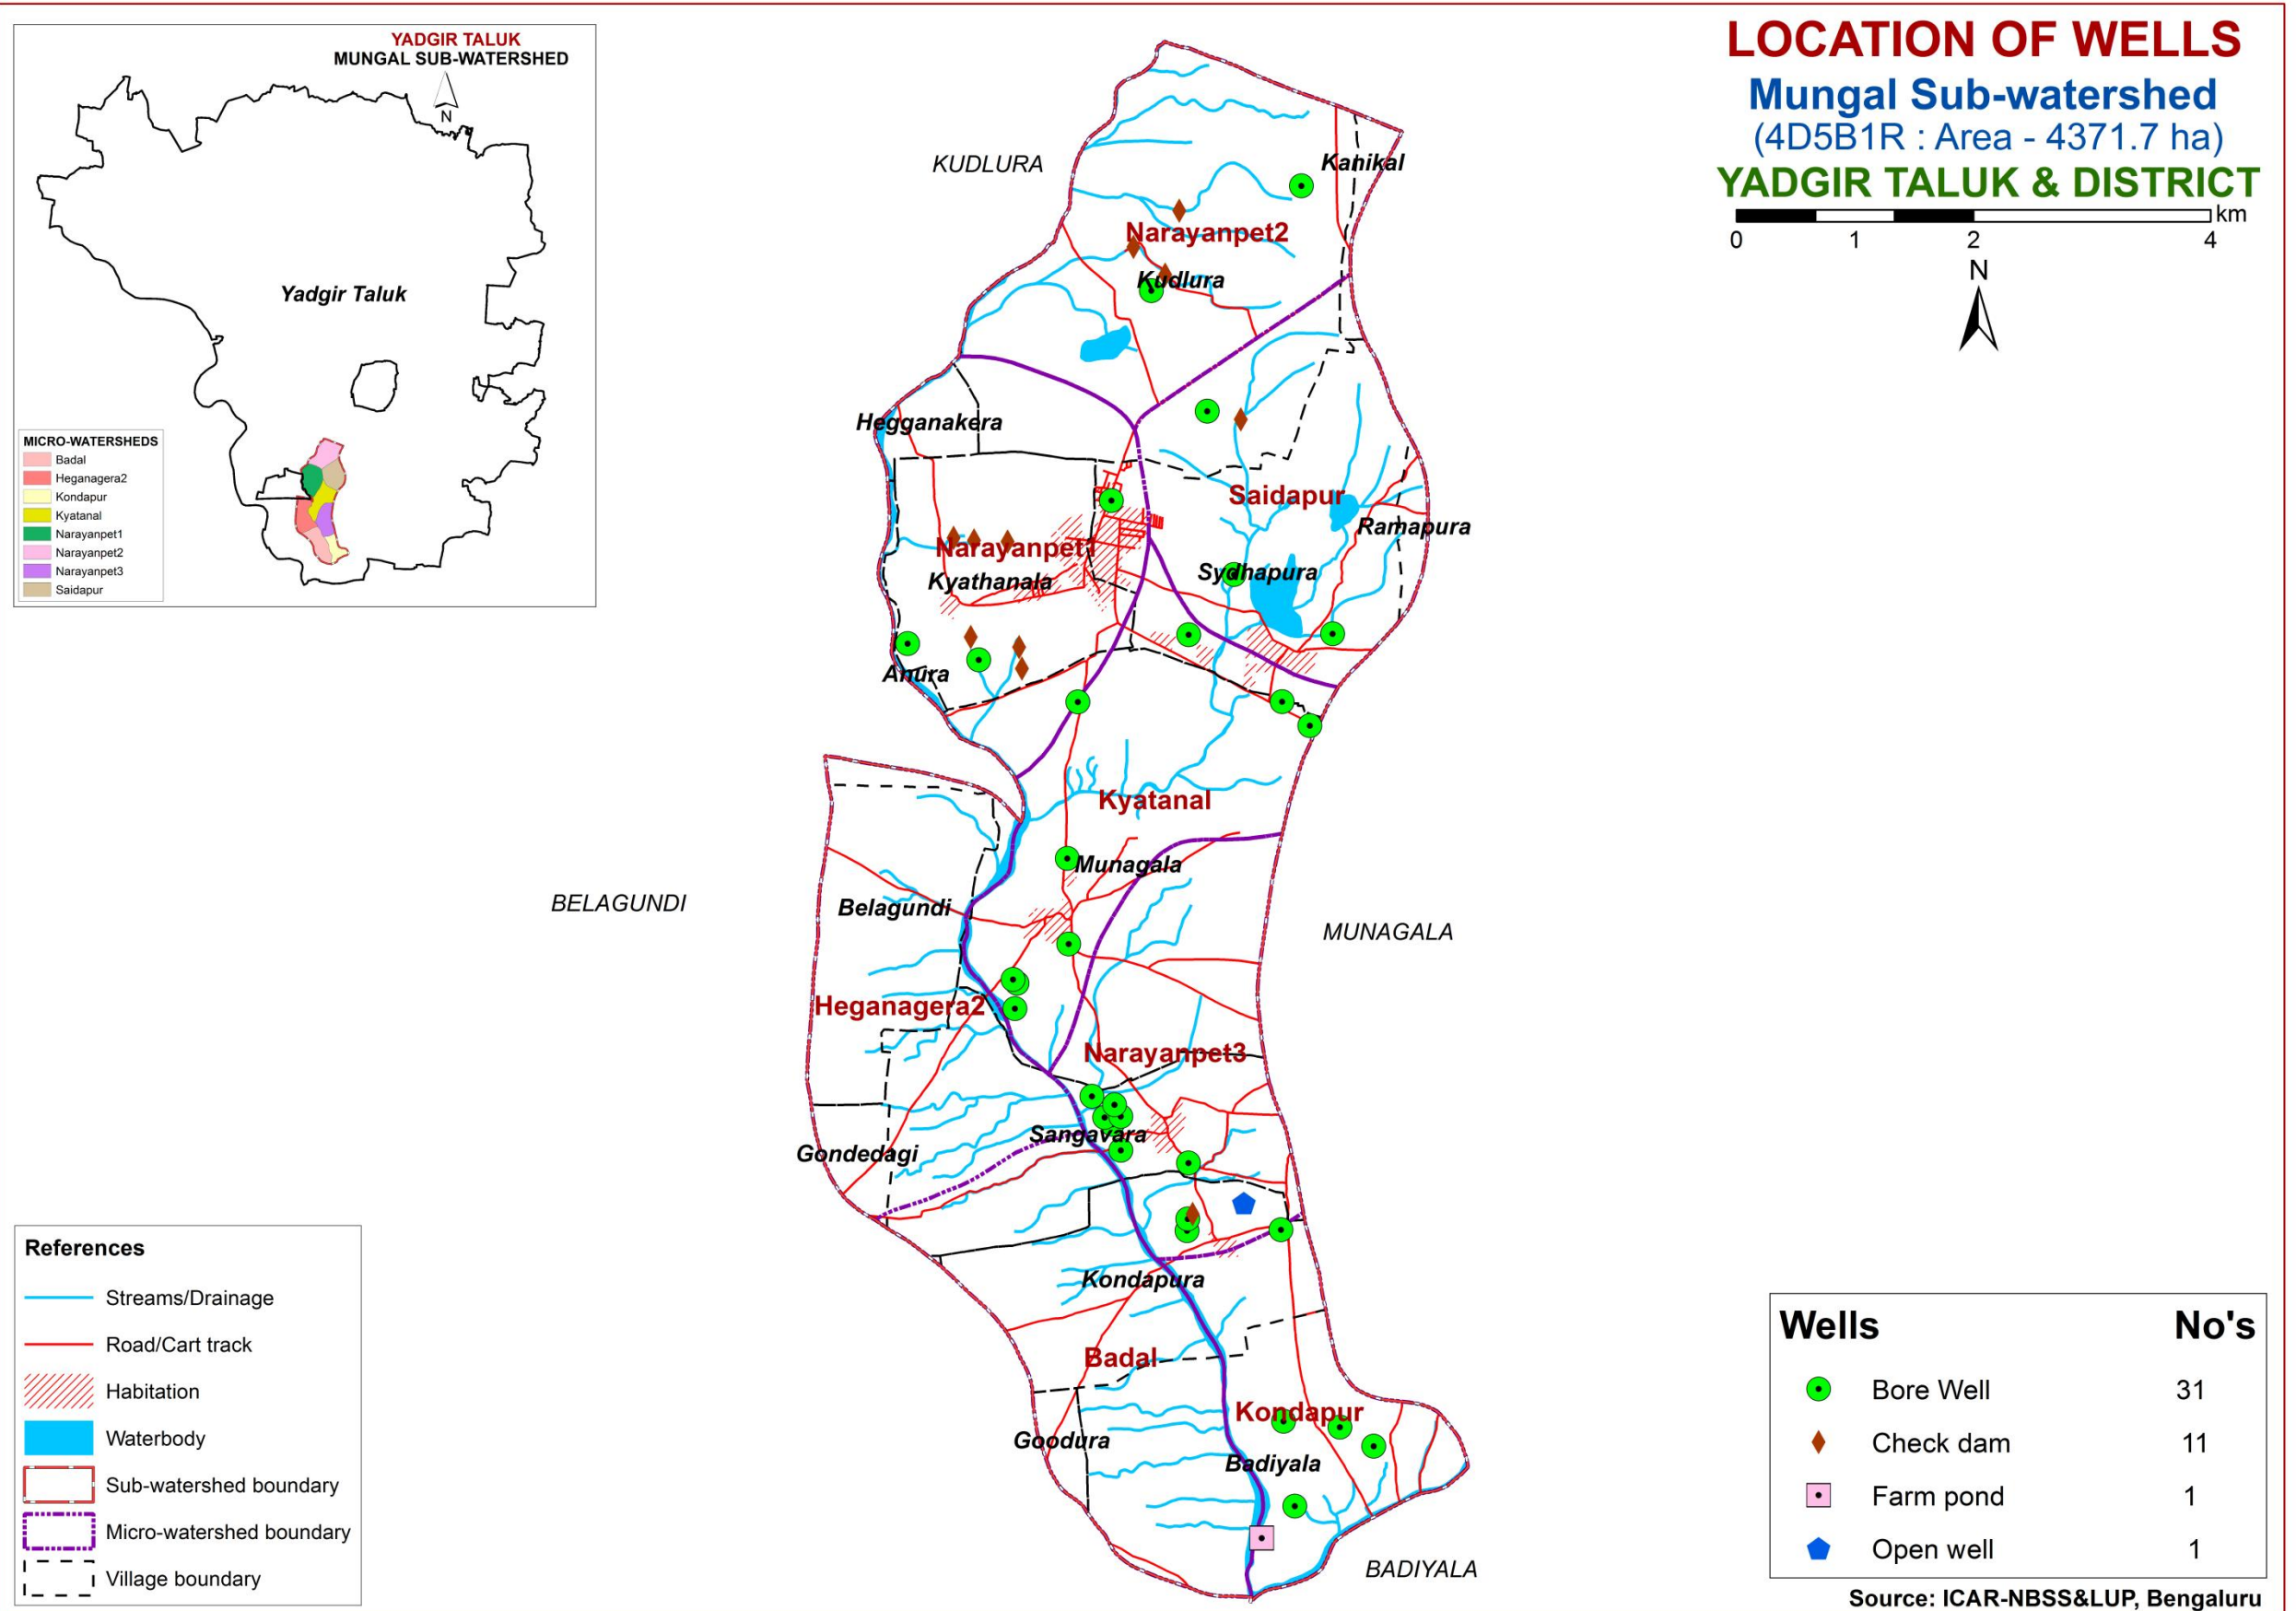 YADGIR TALUK
MUNGAL SUB-WATERSHED
N
Yadgir Taluk
MICRO-WATERSHEDS
Badal
Heganagera2
Kondapur
Kyatanal
Narayanpet1
Narayanpet2
Narayanpet3
Saidapur
LOCATION OF WELLS
Mungal Sub-watershed
(4D5B1R : Area - 4371.7 ha)
YADGIR TALUK & DISTRICT
km
0 1 2 4
N
KUDLURA
Kanikal
Narayanpet2
Kudlura
Hegganakera
Saidapur
Ramapura
Narayanpet1
Kyathanala
Sydhapura
Anura
Kyatanal
Munagala
BELAGUNDI
Belagundi
MUNAGALA
Heganagera2
Narayanpet3
Sangavara
Gondedagi
Kondapura
Badal
Kondapur
Goodura
Badiyala
BADIYALA
References
Streams/Drainage
Road/Cart track
Habitation
Waterbody
Sub-watershed boundary
Micro-watershed boundary
Village boundary
Wells No's
Bore Well 31
Check dam 11
Farm pond 1
Open well 1
Source: ICAR-NBSS&LUP, Bengaluru